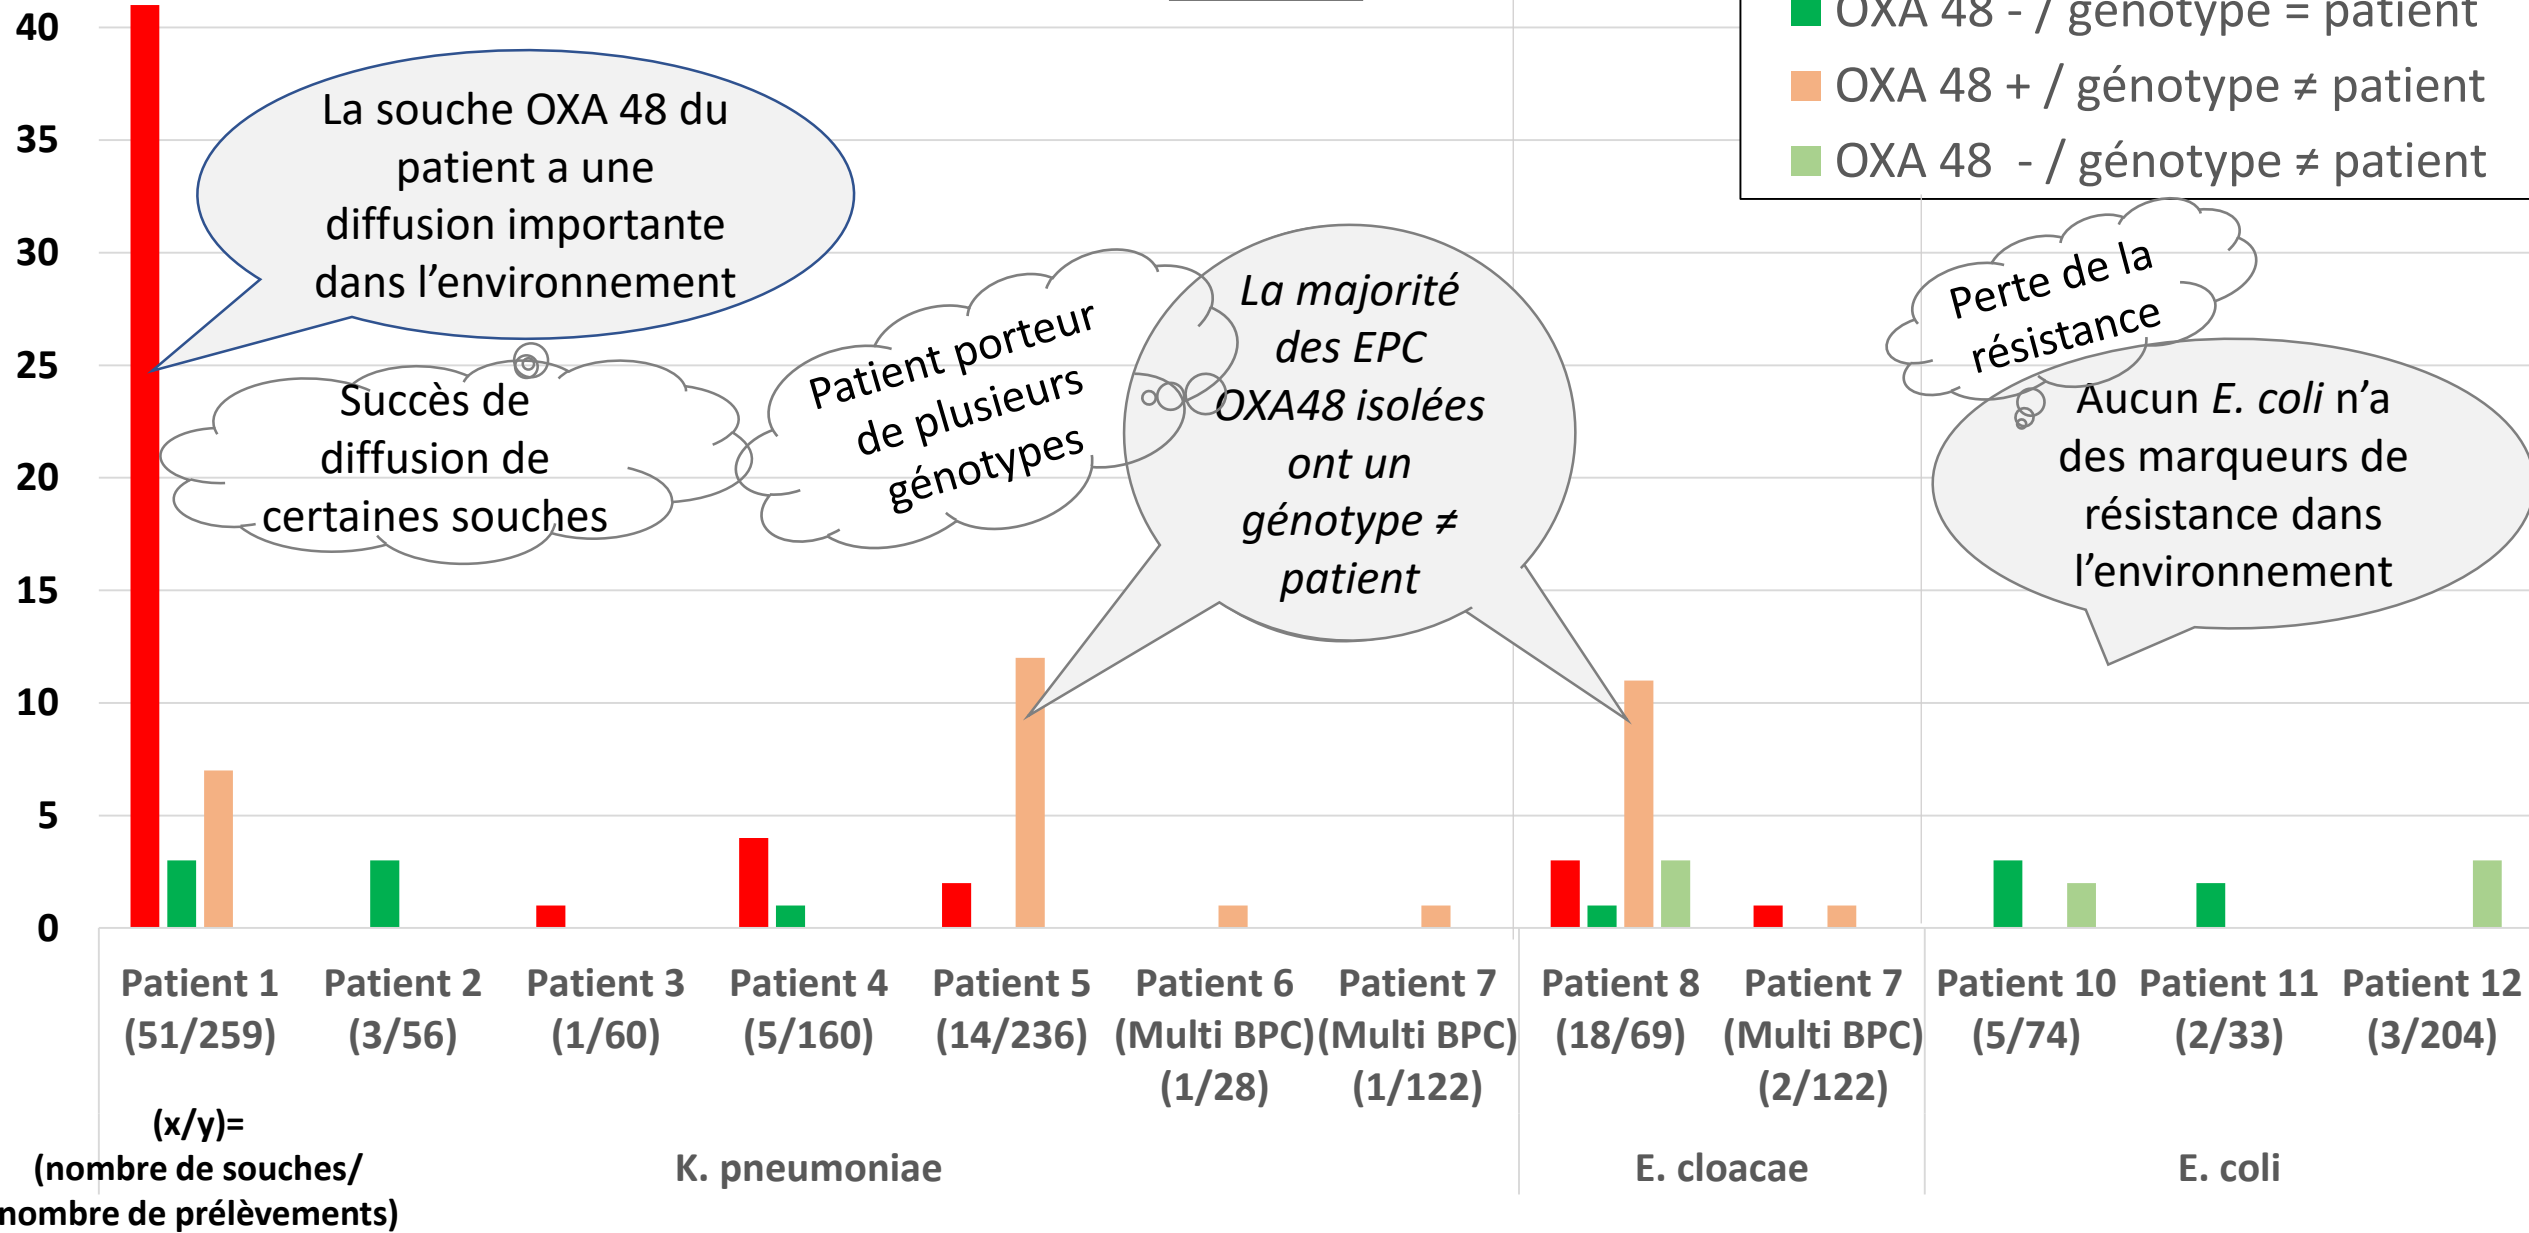 OXA 48 - / génotype = patient
OXA 48 + / génotype ≠ patient
OXA 48 - / génotype ≠ patient
40
35
30
25
20
15
10
5
0
La souche OXA 48 du
patient a une
diffusion importante
dans l’environnement
Succès de
diffusion de
certaines souches
Patient porteur
de plusieurs
génotypes
La majorité
des EPC
OXA48 isolées
ont un
génotype ≠
patient
Perte de la
résistance
Aucun E. coli n’a
des marqueurs de
résistance dans
l’environnement
Patient 1
(51/259)
Patient 2
(3/56)
Patient 3
(1/60)
Patient 4
(5/160)
Patient 5
(14/236)
Patient 6
(Multi BPC)
(1/28)
Patient 7
(Multi BPC)
(1/122)
Patient 8
(18/69)
Patient 7
(Multi BPC)
(2/122)
Patient 10
(5/74)
Patient 11
(2/33)
Patient 12
(3/204)
(x/y)=
(nombre de souches/
nombre de prélèvements)
K. pneumoniae
E. cloacae
E. coli